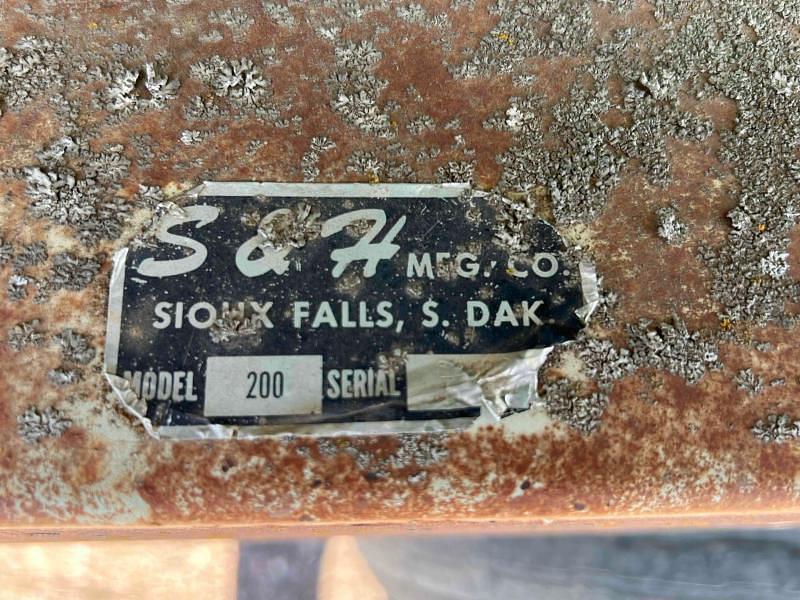 S & H MFG. CO.
SIOUX FALLS, S. DAK
MODEL 200 SERIAL